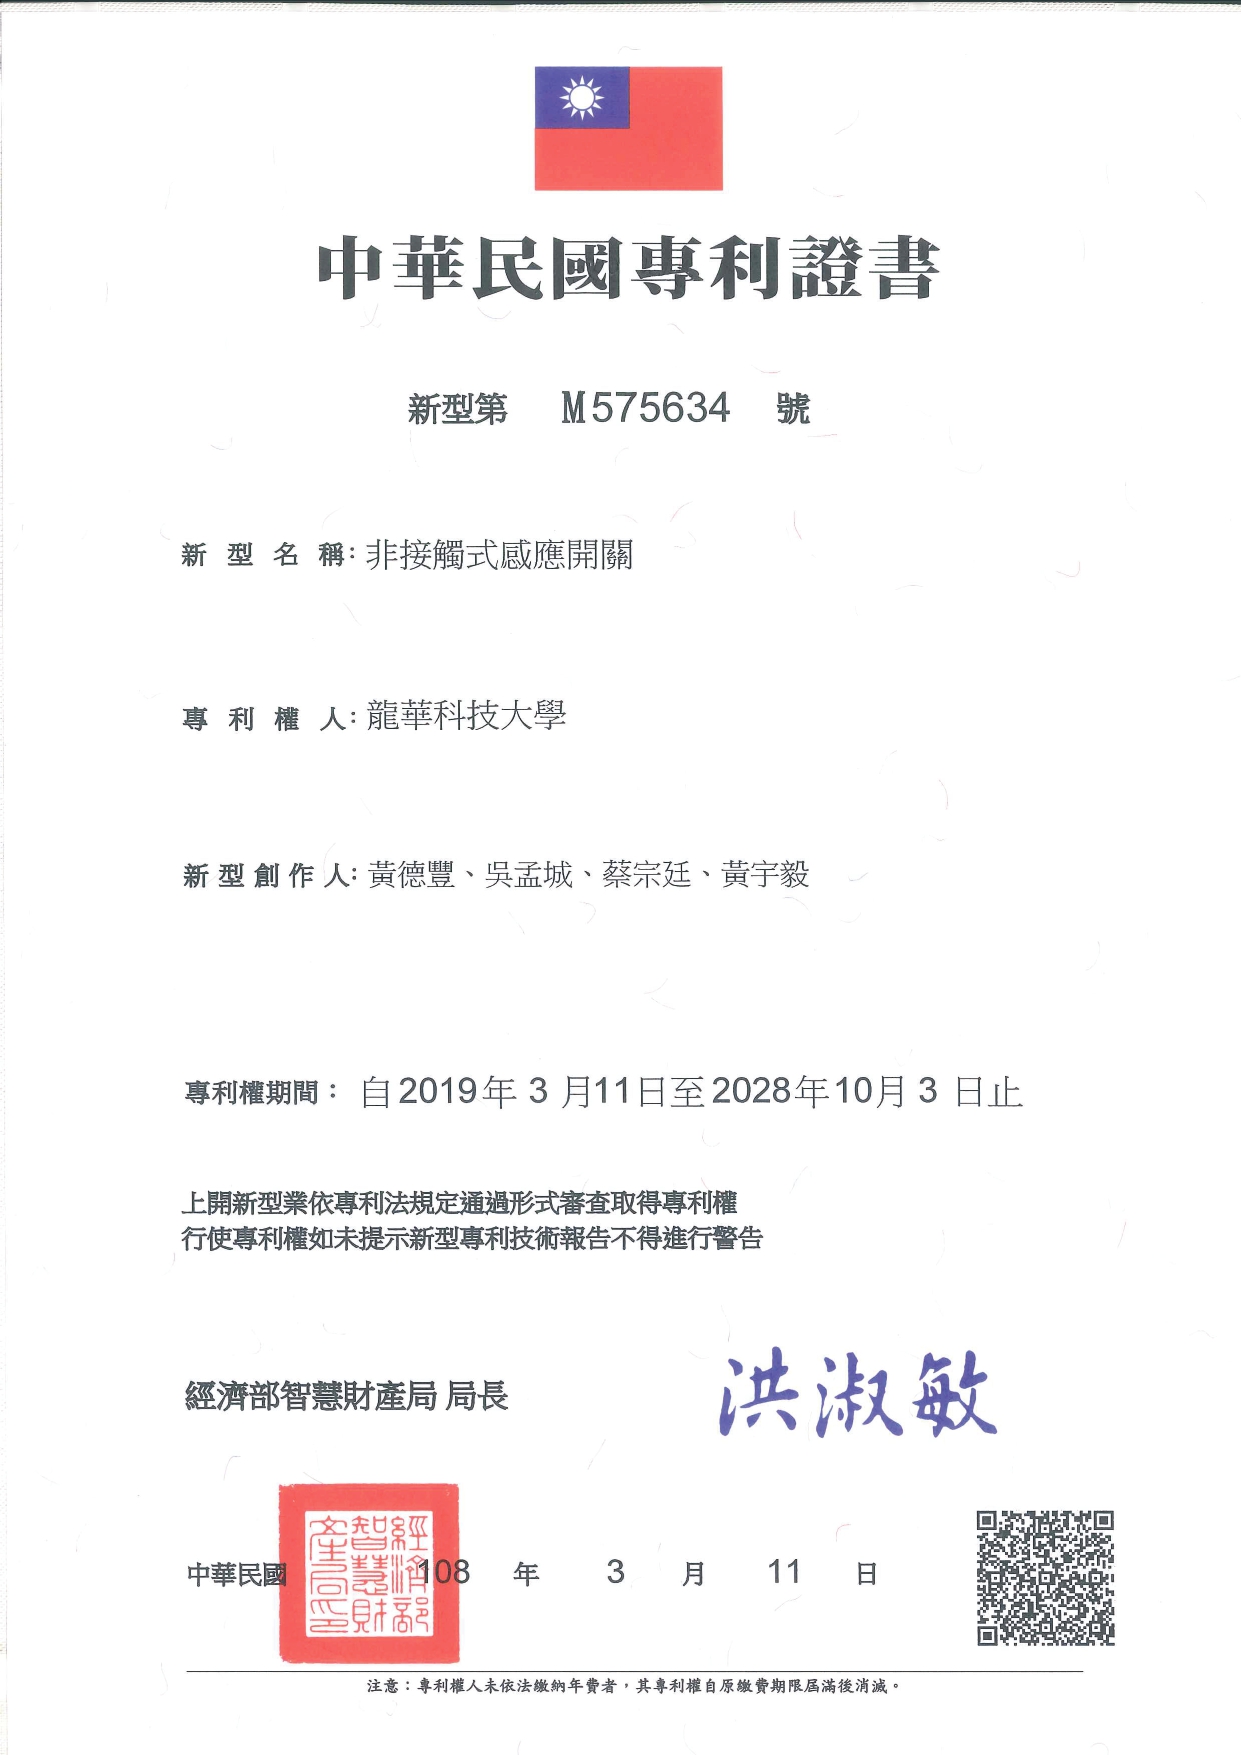 中華民國專利證書
新型第 M575634 號
新型名稱：非接觸式感應開關
專利權人：龍華科技大學
新型創作人：黃德豐、吳孟城、蔡宗廷、黃宇毅
專利權期間： 自2019年 3 月11日至2028年10月 3 日止
上開新型業依專利法規定通過形式審查取得專利權
行使專利權如未提示新型專利技術報告不得進行警告
經濟部智慧財產局 局長 洪淑敏
經濟部智慧財產局印
中華民國 108 年 3 月 11 日
注意：專利權人未依法繳納年費者，其專利權自原繳費期限屆滿後消滅。